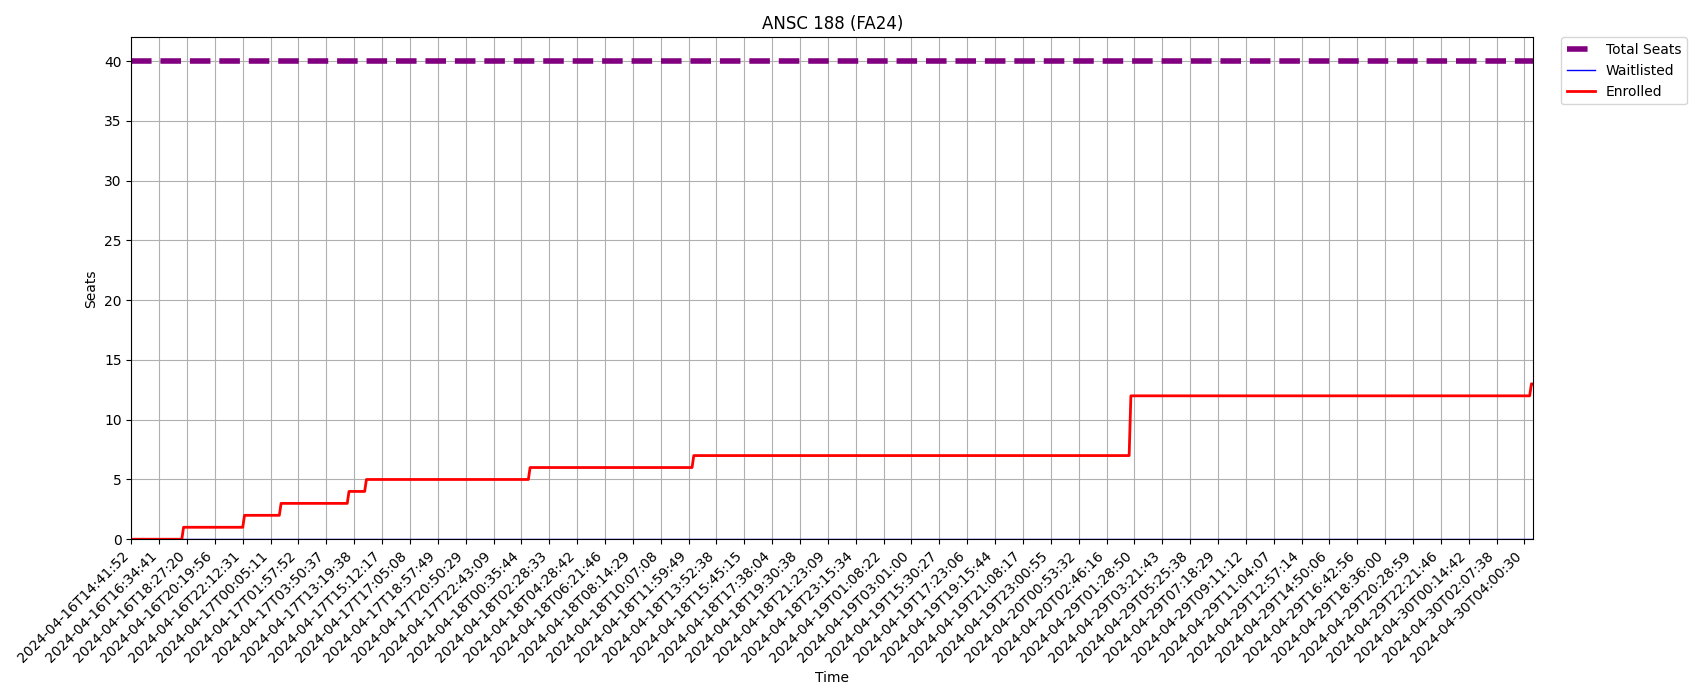 ANSC 188 (FA24)
Total Seats
Waitlisted
Enrolled
40
35
30
25
20
15
10
5
0
Seats
2024-04-16T14:41:52
2024-04-16T16:34:41
2024-04-16T18:27:20
2024-04-16T20:19:56
2024-04-16T22:12:31
2024-04-17T00:05:11
2024-04-17T01:57:52
2024-04-17T03:50:37
2024-04-17T13:19:38
2024-04-17T15:12:17
2024-04-17T17:05:08
2024-04-17T18:57:49
2024-04-17T20:50:29
2024-04-17T22:43:09
2024-04-18T00:35:44
2024-04-18T02:28:33
2024-04-18T04:28:42
2024-04-18T06:21:46
2024-04-18T08:14:29
2024-04-18T10:07:08
2024-04-18T11:59:49
2024-04-18T13:52:38
2024-04-18T15:45:15
2024-04-18T17:38:04
2024-04-18T19:30:38
2024-04-18T21:23:09
2024-04-18T23:15:34
2024-04-19T01:08:22
2024-04-19T03:01:00
2024-04-19T15:30:27
2024-04-19T17:23:06
2024-04-19T19:15:44
2024-04-19T21:08:17
2024-04-19T23:00:55
2024-04-20T00:53:32
2024-04-20T02:46:16
2024-04-29T01:28:50
2024-04-29T03:21:43
2024-04-29T05:25:38
2024-04-29T07:18:29
2024-04-29T09:11:12
2024-04-29T11:04:07
2024-04-29T12:57:14
2024-04-29T14:50:06
2024-04-29T16:42:56
2024-04-29T18:36:00
2024-04-29T20:28:59
2024-04-29T22:21:46
2024-04-30T00:14:42
2024-04-30T02:07:38
2024-04-30T04:00:30
Time